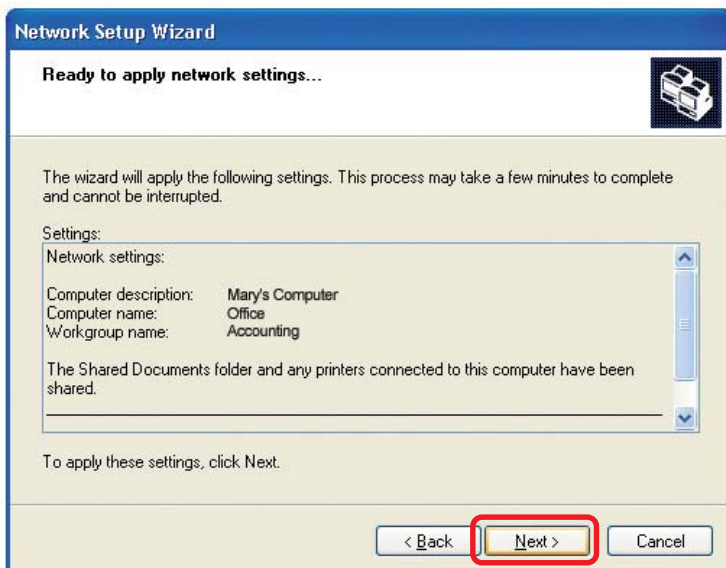 Network Setup Wizard
Ready to apply network settings...
The wizard will apply the following settings. This process may take a few minutes to complete
and cannot be interrupted.
Settings:
Network settings:
Computer description: Mary's Computer
Computer name: Office
Workgroup name: Accounting
The Shared Documents folder and any printers connected to this computer have been
shared.
To apply these settings, click Next.
< Back Next > Cancel